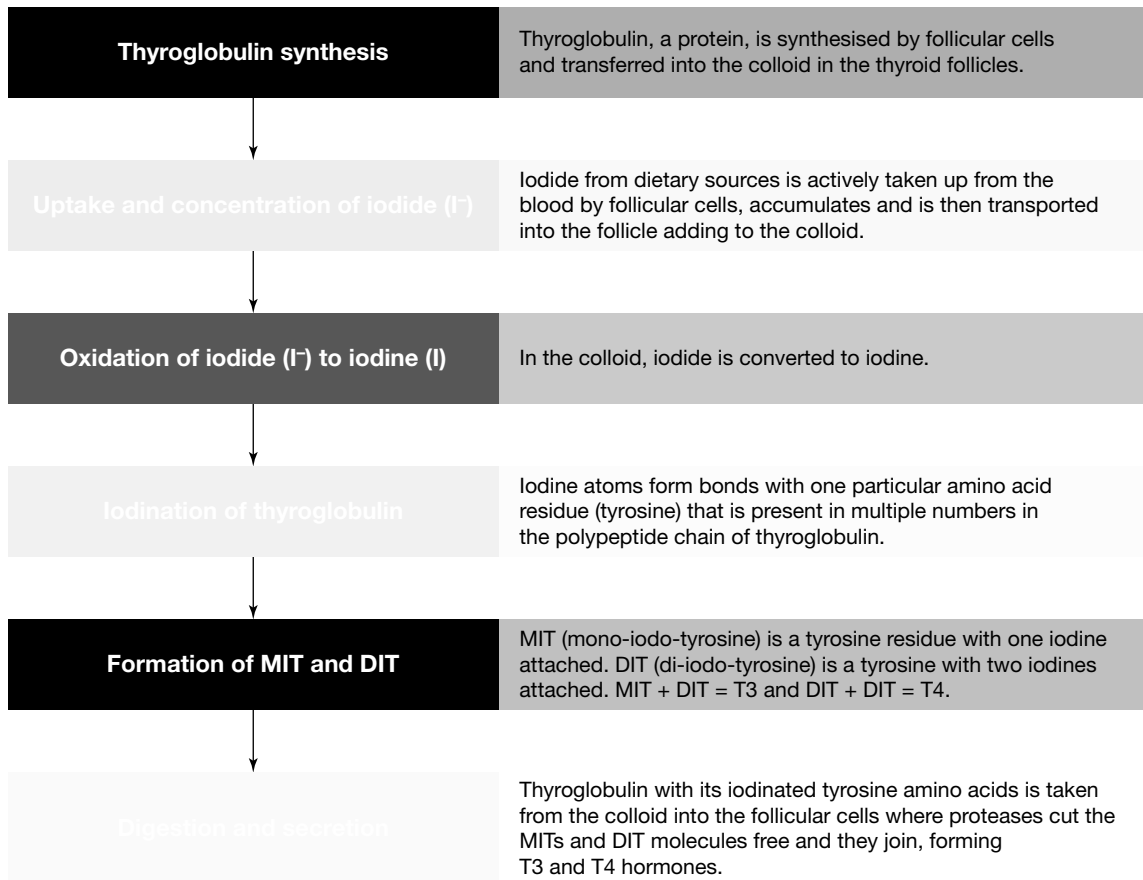 Thyroglobulin synthesis
Thyroglobulin, a protein, is synthesised by follicular cells
and transferred into the colloid in the thyroid follicles.
Uptake and concentration of iodide (I⁻)
Iodide from dietary sources is actively taken up from the
blood by follicular cells, accumulates and is then transported
into the follicle adding to the colloid.
Oxidation of iodide (I⁻) to iodine (I)
In the colloid, iodide is converted to iodine.
Iodination of thyroglobulin
Iodine atoms form bonds with one particular amino acid
residue (tyrosine) that is present in multiple numbers in
the polypeptide chain of thyroglobulin.
Formation of MIT and DIT
MIT (mono-iodo-tyrosine) is a tyrosine residue with one iodine
attached. DIT (di-iodo-tyrosine) is a tyrosine with two iodines
attached. MIT + DIT = T3 and DIT + DIT = T4.
Digestion and secretion
Thyroglobulin with its iodinated tyrosine amino acids is taken
from the colloid into the follicular cells where proteases cut the
MITs and DIT molecules free and they join, forming
T3 and T4 hormones.